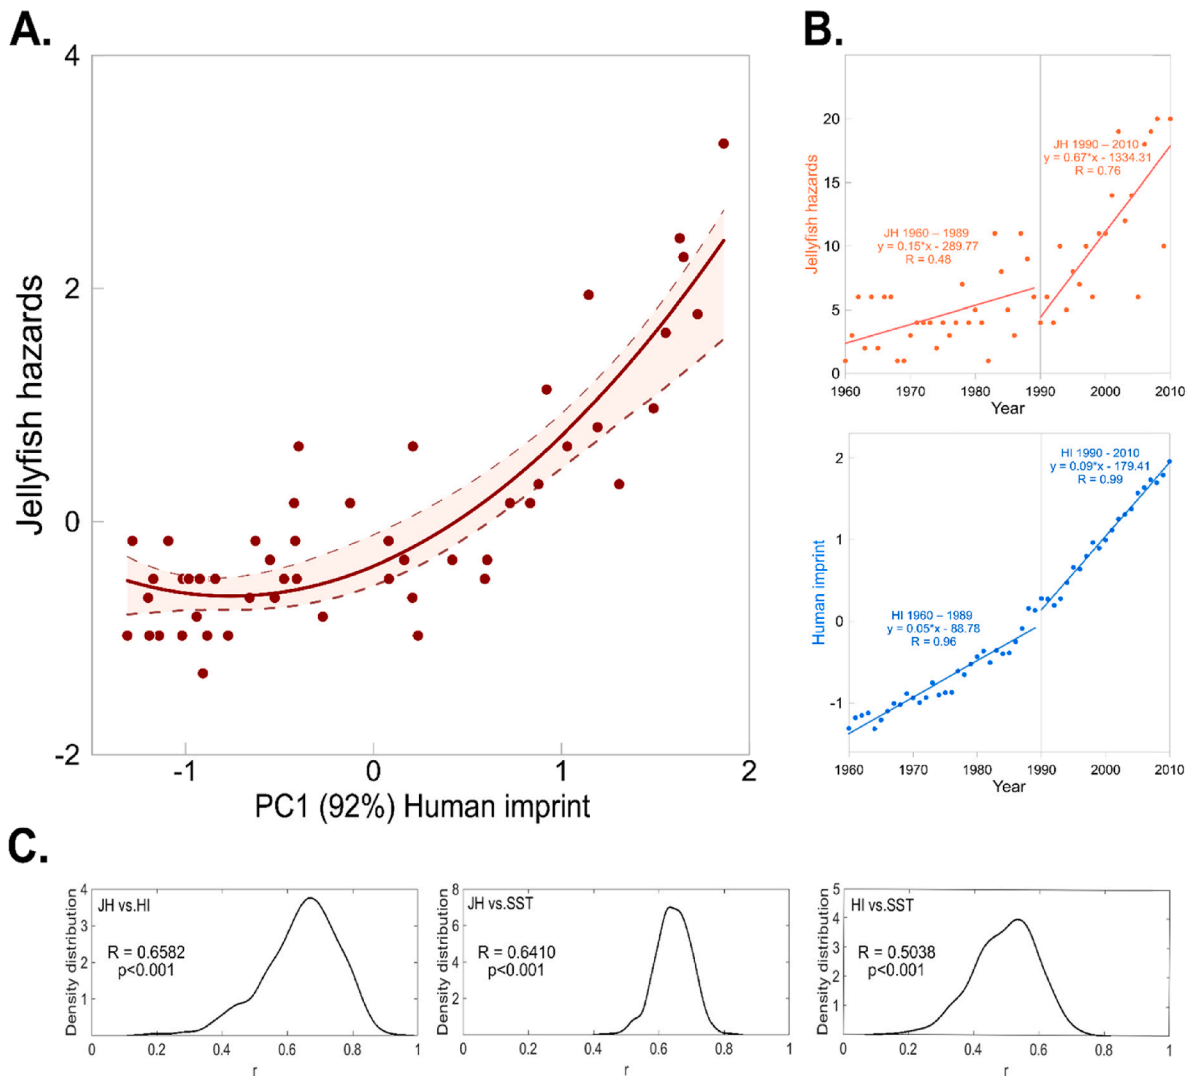 A.
4
2
0
-2
Jellyfish hazards
-1
0
1
2
PC1 (92%) Human imprint
B.
20
15
10
5
0
Jellyfish hazards
JH 1990 – 2010
y = 0.67*x - 1334.31
R = 0.76
JH 1960 – 1989
y = 0.15*x - 289.77
R = 0.48
1960
1970
1980
1990
2000
2010
Year
2
1
0
-1
Human imprint
HI 1990 - 2010
y = 0.09*x - 179.41
R = 0.99
HI 1960 – 1989
y = 0.05*x - 88.78
R = 0.96
1960
1970
1980
1990
2000
2010
Year
C.
Density distribution
4
3
2
1
JH vs.HI
R = 0.6582
p<0.001
0
0.2
0.4
0.6
0.8
1
r
Density distribution
8
6
4
2
JH vs.SST
R = 0.6410
p<0.001
0
0.2
0.4
0.6
0.8
1
r
Density distribution
5
4
3
2
1
0
HI vs.SST
R = 0.5038
p<0.001
0
0.2
0.4
0.6
0.8
1
r